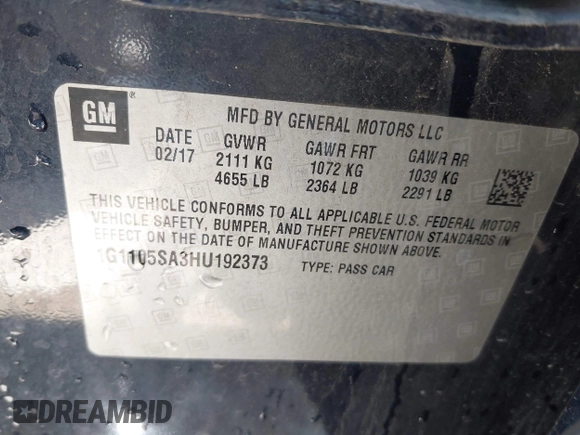 GM
MFD BY GENERAL MOTORS LLC
DATE GVWR GAWR FRT GAWR RR
02/17 2111 KG 1072 KG 1039 KG
4655 LB 2364 LB 2291 LB
THIS VEHICLE CONFORMS TO ALL APPLICABLE U.S. FEDERAL MOTOR
VEHICLE SAFETY, BUMPER, AND THEFT PREVENTION STANDARDS IN
EFFECT ON THE DATE OF MANUFACTURE SHOWN ABOVE.
1G1105SA3HU192373 TYPE: PASS CAR
DREAMBID